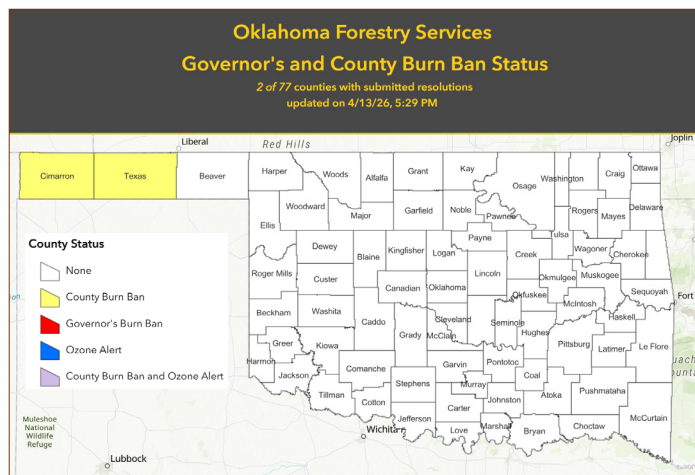 Oklahoma Forestry Services
Governor's and County Burn Ban Status
2 of 77 counties with submitted resolutions
updated on 4/13/26, 5:29 PM
Liberal
Red Hills
Joplin
Cimarron
Texas
Beaver
Harper
Woods
Alfalfa
Grant
Kay
Osage
Washington
Craig
Ottawa
Woodward
Major
Garfield
Noble
Pawnee
Rogers
Mayes
Delaware
Ellis
Tulsa
Payne
Dewey
Blaine
Kingfisher
Logan
Creek
Wagoner
Cherokee
County Status
None
County Burn Ban
Governor's Burn Ban
Ozone Alert
County Burn Ban and Ozone Alert
Roger Mills
Custer
Canadian
Oklahoma
Lincoln
Okmulgee
Muskogee
Sequoyah
Okfuskee
McIntosh
Fort
Beckham
Washita
Caddo
Grady
McClain
Cleveland
Seminole
Hughes
Haskell
Pittsburg
Latimer
Le Flore
Greer
Kiowa
Harmon
Jackson
Comanche
Garvin
Pontotoc
Coal
Tillman
Cotton
Stephens
Murray
Johnston
Atoka
Pushmataha
Carter
Jefferson
Love
Marshall
Bryan
Choctaw
McCurtain
Muleshoe
National
Wildlife
Refuge
Lubbock
Wichita